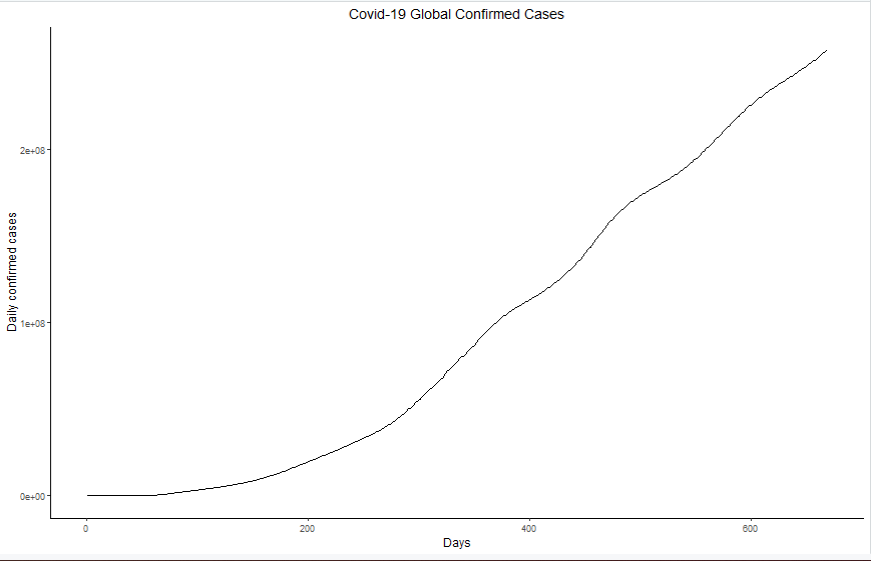 Covid-19 Global Confirmed Cases
Daily confirmed cases
2e+08
1e+08
0e+00
0
200
400
600
Days